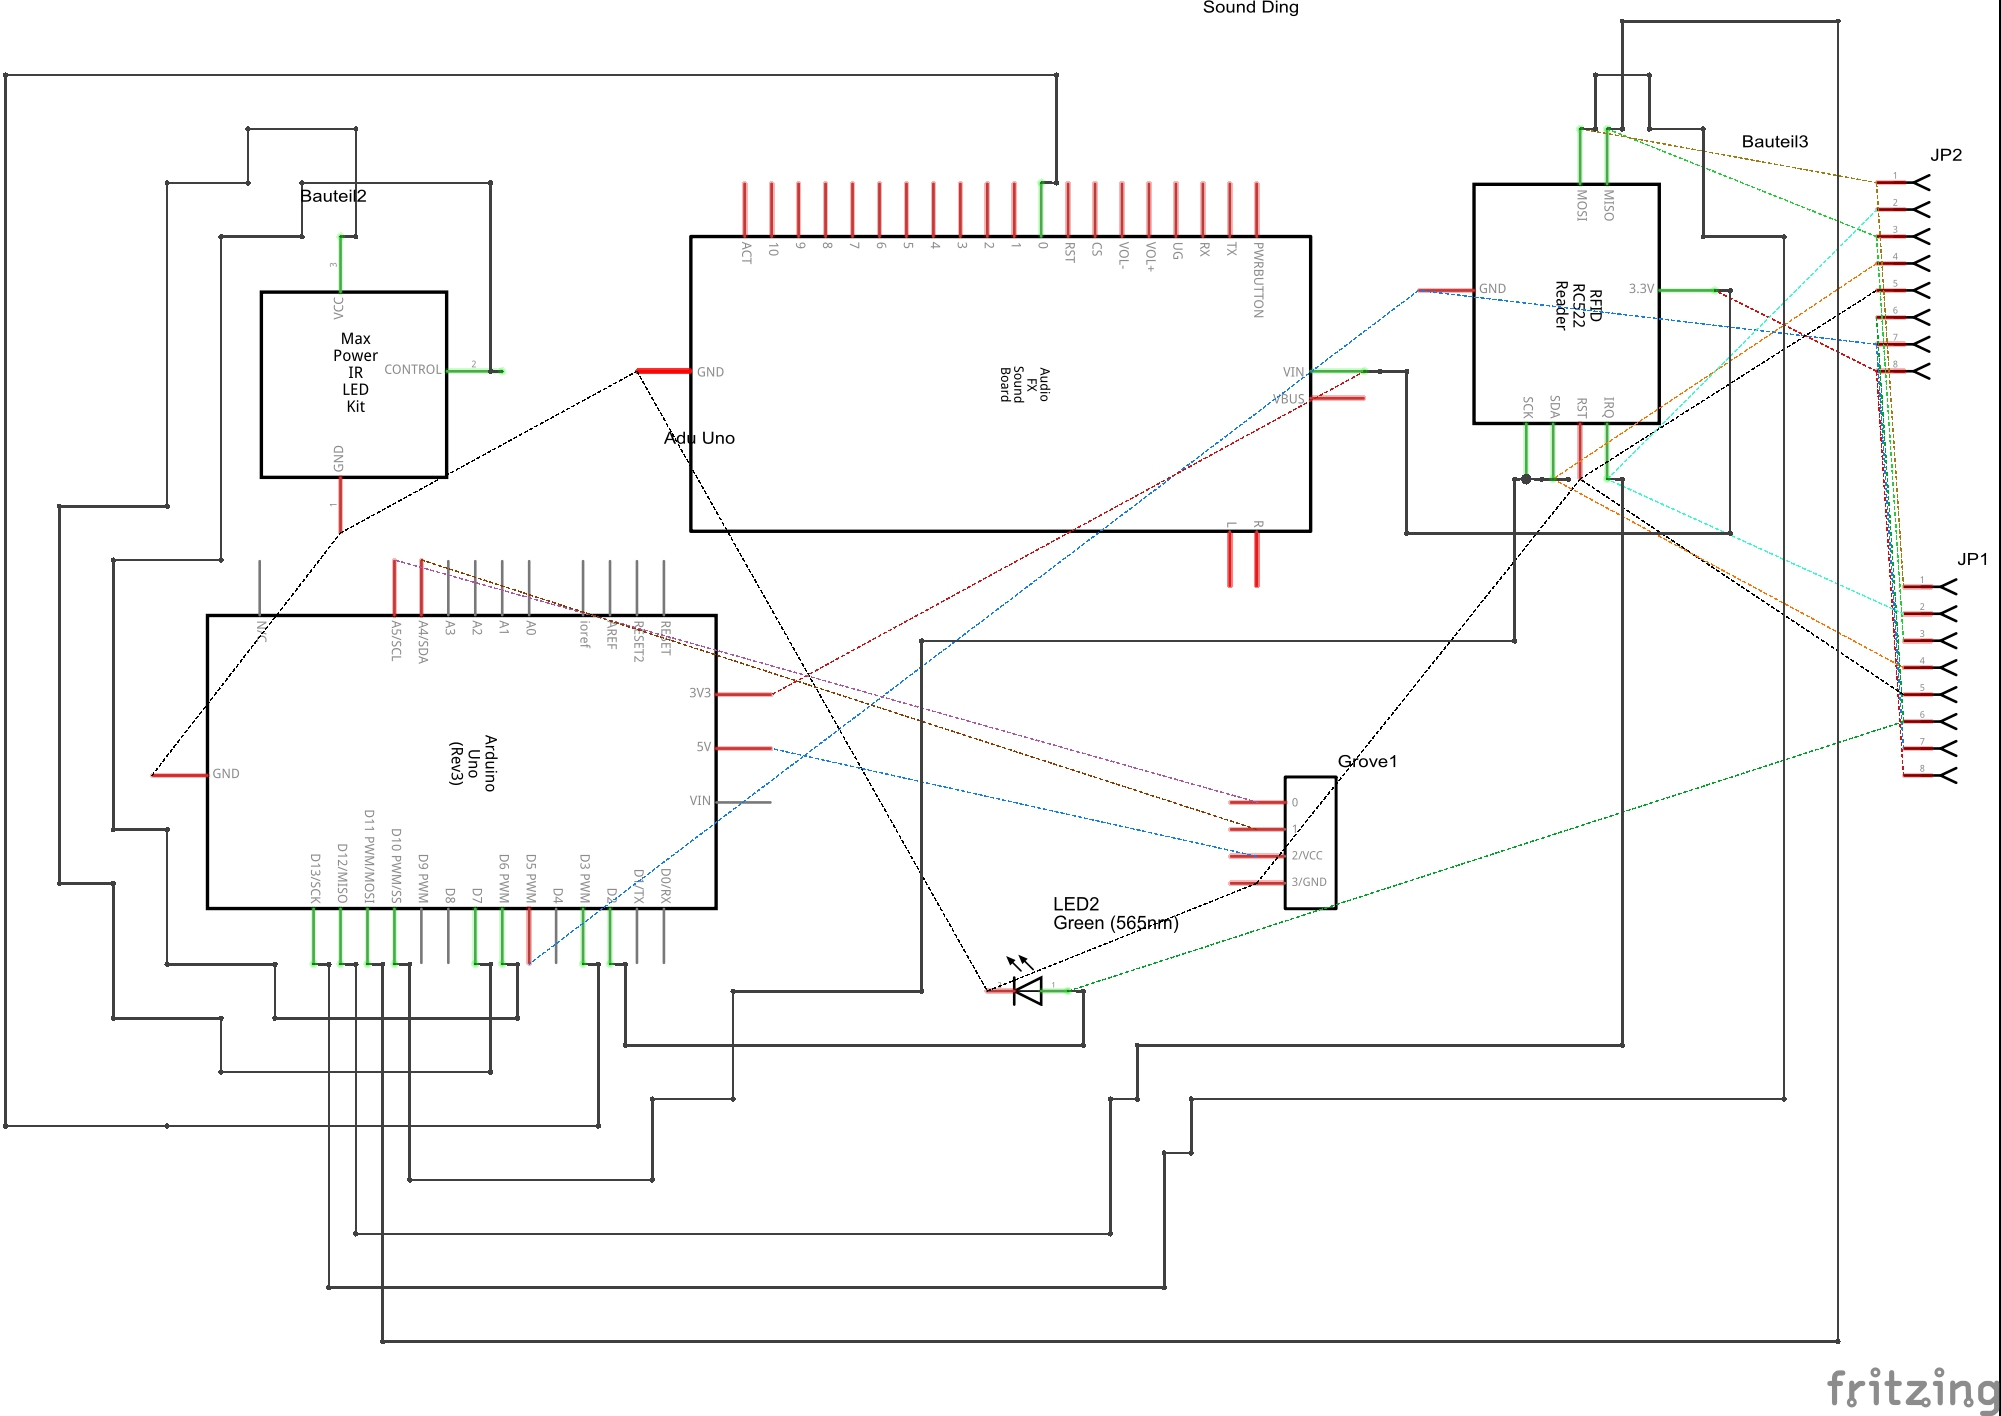 Sound Ding
Bauteil2
VCC
3
Max
Power
IR
LED
Kit
CONTROL
2
GND
1
ACT
10
9
8
7
6
5
4
3
2
1
0
RST
CS
VOL-
VOL+
UG
RX
TX
PWRBUTTON
GND
Audio
FX
Sound
Board
VIN
VBUS
L
R
Adu Uno
Bauteil3
MOSI
MISO
GND
RFID
RC522
Reader
3.3V
SCK
SDA
RST
IRQ
JP2
1
2
3
4
5
6
7
8
JP1
1
2
3
4
5
6
7
8
N/C
A5/SCL
A4/SDA
A3
A2
A1
A0
ioref
AREF
RESET2
RESET
3V3
5V
VIN
GND
Arduino
Uno
(Rev3)
D13/SCK
D12/MISO
D11 PWM/MOSI
D10 PWM/SS
D9 PWM
D8
D7
D6 PWM
D5 PWM
D4
D3 PWM
D2
D1/TX
D0/RX
Grove1
0
1
2/VCC
3/GND
LED2
Green (565nm)
1
fritzing